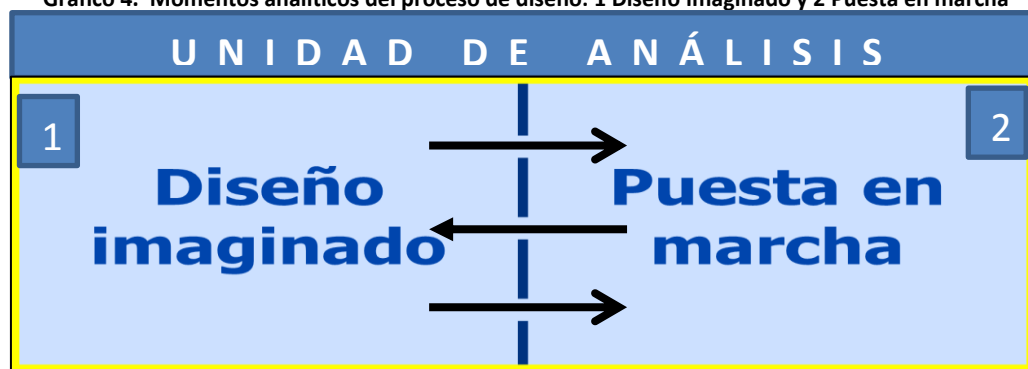 Gráfico 4. Momentos analíticos del proceso de diseño: 1 Diseño imaginado y 2 Puesta en marcha
U N I D A D D E A N Á L I S I S
1
2
Diseño
imaginado
Puesta en
marcha